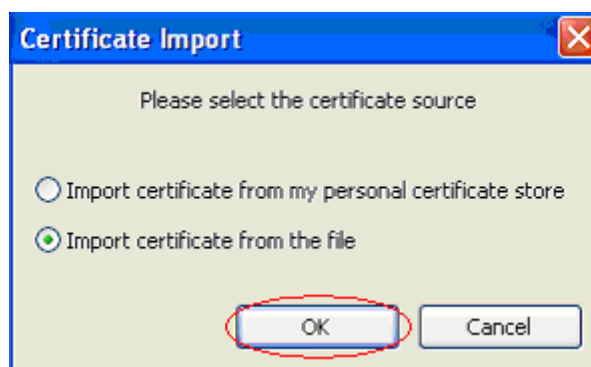 Certificate Import
Please select the certificate source
Import certificate from my personal certificate store
Import certificate from the file
OK Cancel